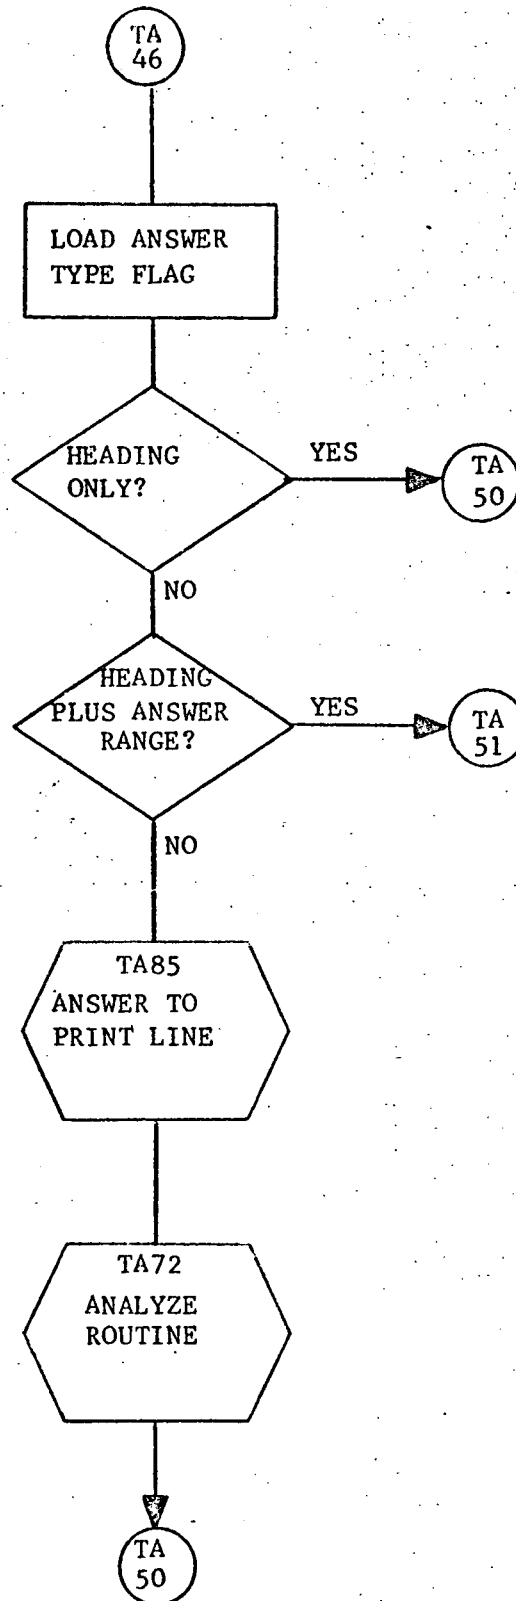 TA
46
LOAD ANSWER
TYPE FLAG
HEADING
ONLY?
YES
TA
50
NO
HEADING
PLUS ANSWER
RANGE?
YES
TA
51
NO
TA85
ANSWER TO
PRINT LINE
TA72
ANALYZE
ROUTINE
TA
50